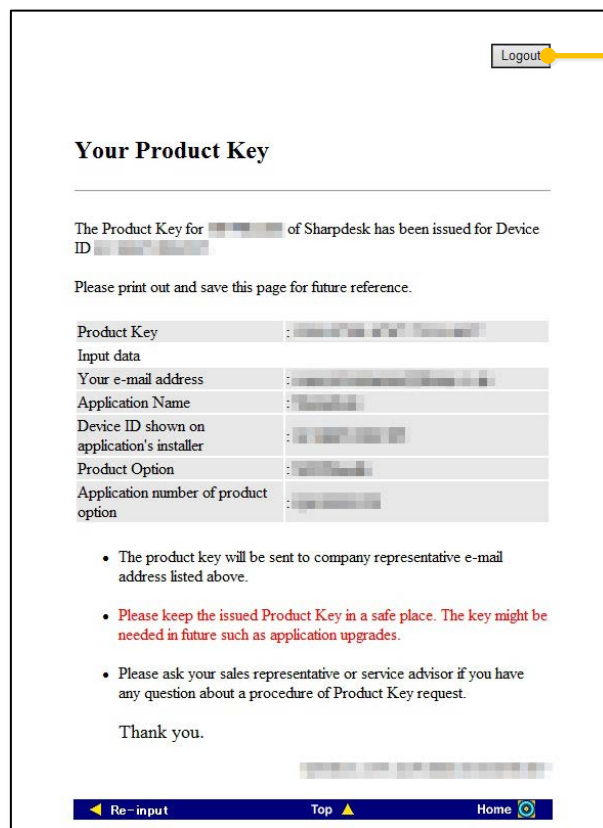 Logout
Your Product Key
The Product Key for of Sharpdesk has been issued for Device
ID
Please print out and save this page for future reference.
Product Key :
Input data
Your e-mail address :
Application Name :
Device ID shown on
application's installer :
Product Option :
Application number of product
option :
• The product key will be sent to company representative e-mail
address listed above.
• Please keep the issued Product Key in a safe place. The key might be
needed in future such as application upgrades.
• Please ask your sales representative or service advisor if you have
any question about a procedure of Product Key request.
Thank you.
Re-input Top Home